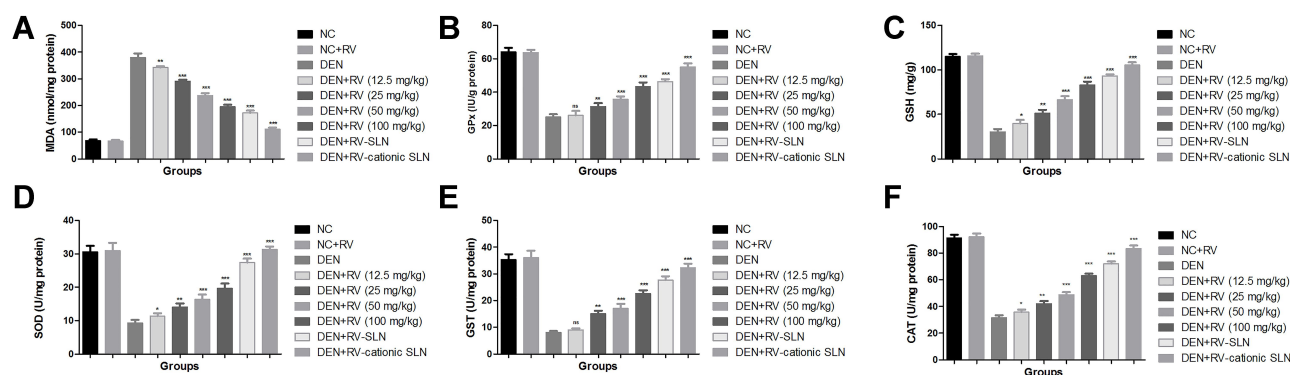 A
MDA (nmol/mg protein)
500
400
300
200
100
0
** *** *** *** *** ***
Groups
NC
NC+RV
DEN
DEN+RV (12.5 mg/kg)
DEN+RV (25 mg/kg)
DEN+RV (50 mg/kg)
DEN+RV (100 mg/kg)
DEN+RV-SLN
DEN+RV-cationic SLN
B
GPx (IU/g protein)
80
60
40
20
0
ns ** *** *** *** ***
Groups
NC
NC+RV
DEN
DEN+RV (12.5 mg/kg)
DEN+RV (25 mg/kg)
DEN+RV (50 mg/kg)
DEN+RV (100 mg/kg)
DEN+RV-SLN
DEN+RV-cationic SLN
C
GSH (mg/g)
150
100
50
0
* ** *** *** *** ***
Groups
NC
NC+RV
DEN
DEN+RV (12.5 mg/kg)
DEN+RV (25 mg/kg)
DEN+RV (50 mg/kg)
DEN+RV (100 mg/kg)
DEN+RV-SLN
DEN+RV-cationic SLN
D
SOD (U/mg protein)
40
30
20
10
0
* ** *** *** *** ***
Groups
NC
NC+RV
DEN
DEN+RV (12.5 mg/kg)
DEN+RV (25 mg/kg)
DEN+RV (50 mg/kg)
DEN+RV (100 mg/kg)
DEN+RV-SLN
DEN+RV-cationic SLN
E
GST (U/mg protein)
50
40
30
20
10
0
ns ** *** *** *** ***
Groups
NC
NC+RV
DEN
DEN+RV (12.5 mg/kg)
DEN+RV (25 mg/kg)
DEN+RV (50 mg/kg)
DEN+RV (100 mg/kg)
DEN+RV-SLN
DEN+RV-cationic SLN
F
CAT (U/mg protein)
100
80
60
40
20
0
* ** *** *** *** ***
Groups
NC
NC+RV
DEN
DEN+RV (12.5 mg/kg)
DEN+RV (25 mg/kg)
DEN+RV (50 mg/kg)
DEN+RV (100 mg/kg)
DEN+RV-SLN
DEN+RV-cationic SLN